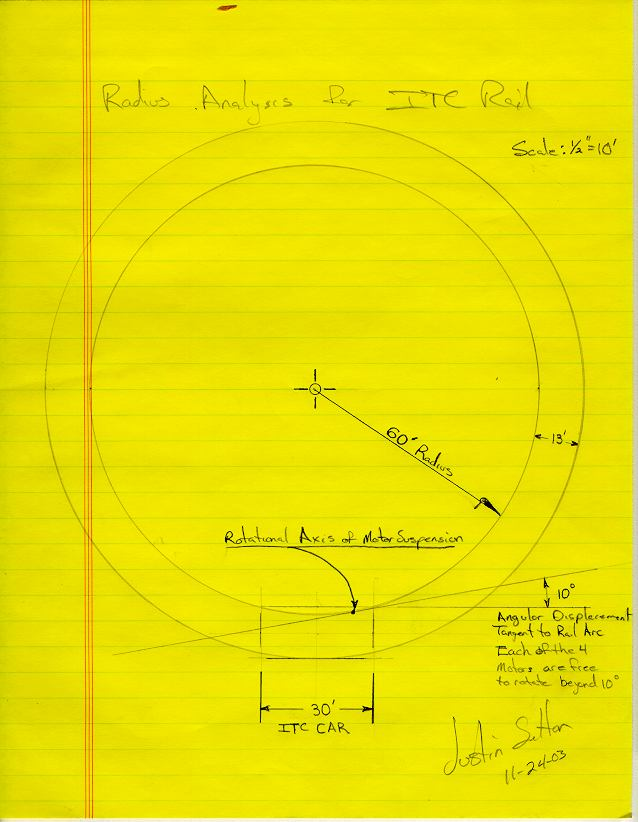 Radius Analysis for ITC Rail
Scale: 1/2"=10'
60' Radius
13'
Rotational Axis of Motor Suspension
10°
Angular Displacement
Tangent to Rail Arc
Each of the 4
Motors are free
to rotate beyond 10°
30'
ITC CAR
Justin Sutton
11-24-03